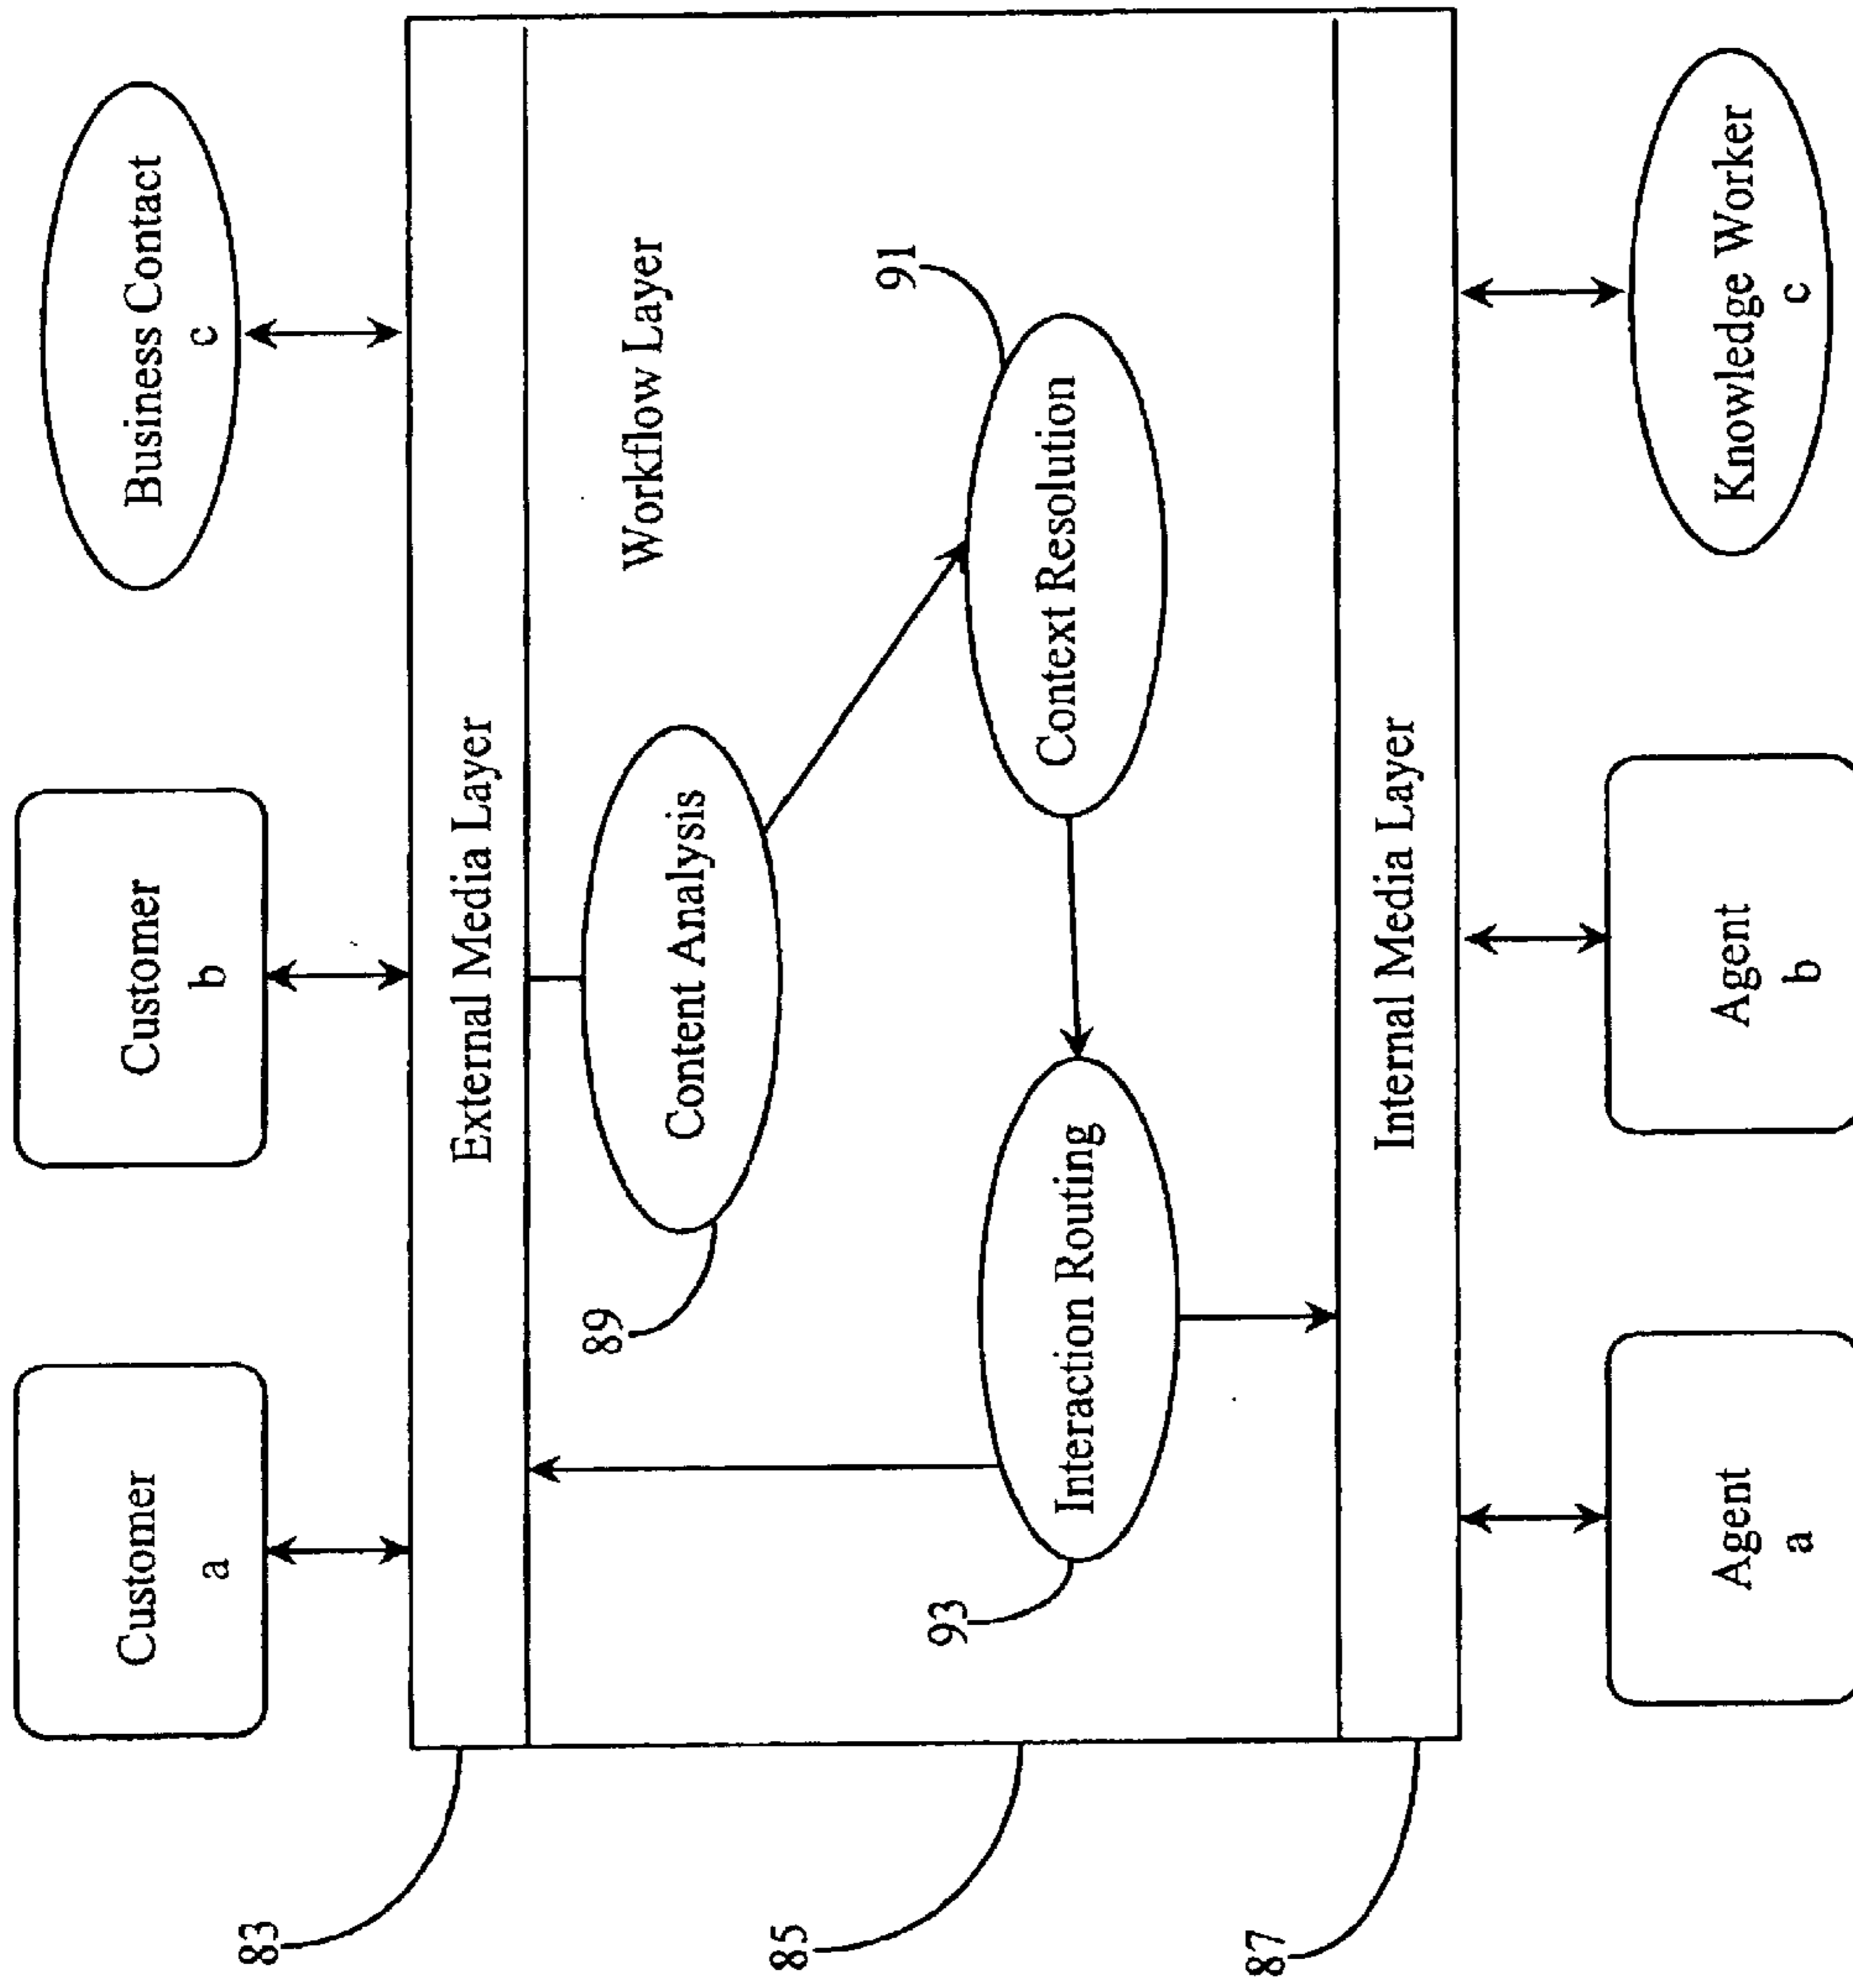 Customer
a
Customer
b
Business Contact
c
83
External Media Layer
Workflow Layer
89
Content Analysis
91
Context Resolution
93
Interaction Routing
85
Internal Media Layer
87
Agent
a
Agent
b
Knowledge Worker
c